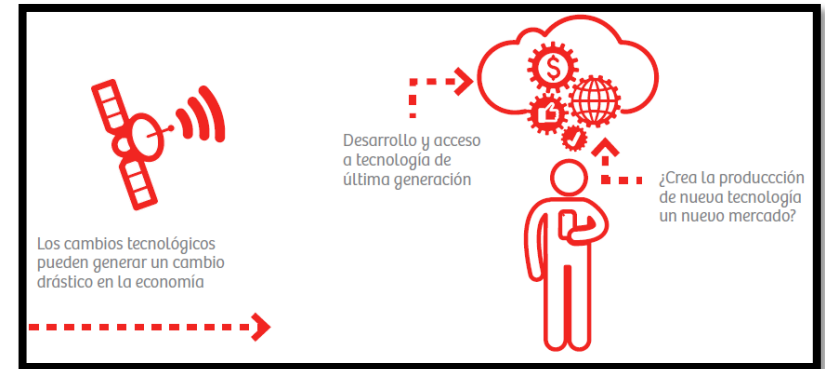 Los cambios tecnológicos
pueden generar un cambio
drástico en la economía
Desarrollo y acceso
a tecnología de
última generación
$
¿Crea la produccción
de nueva tecnología
un nuevo mercado?